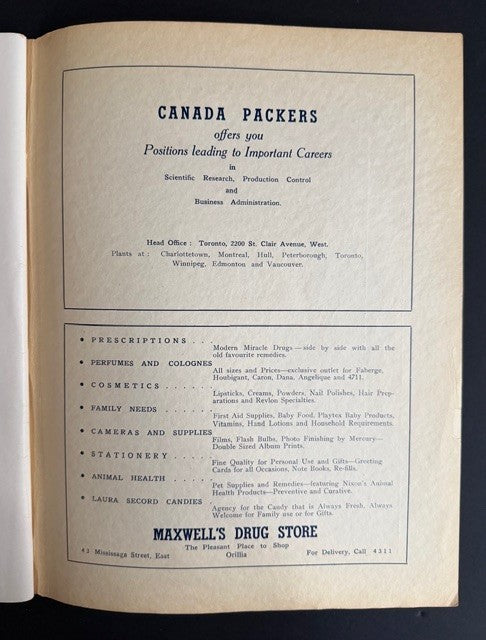 CANADA PACKERS
offers you
Positions leading to Important Careers
in
Scientific Research, Production Control
and
Business Administration.
Head Office : Toronto, 2200 St. Clair Avenue, West.
Plants at : Charlottetown, Montreal, Hull, Peterborough, Toronto,
Winnipeg, Edmonton and Vancouver.
• PRESCRIPTIONS . . .
Modern Miracle Drugs—side by side with all the
old favourite remedies.
• PERFUMES AND COLOGNES
All sizes and Prices—exclusive outlet for Faberge,
Houbigant, Caron, Dana, Angelique and 4711.
• COSMETICS . . . . . .
Lipsticks, Creams, Powders, Nail Polishes, Hair Prep-
arations and Revlon Specialties.
• FAMILY NEEDS . . . . .
First Aid Supplies, Baby Food, Playtex Baby Products,
Vitamins, Hand Lotions and Household Requirements.
• CAMERAS AND SUPPLIES
Films, Flash Bulbs, Photo Finishing by Mercury—
Double Sized Album Prints.
• STATIONERY . . . . .
Fine Quality for Personal Use and Gifts—Greeting
Cards for all Occasions, Note Books, Re-fills.
• ANIMAL HEALTH . . . .
Pet Supplies and Remedies—featuring Nixon's Animal
Health Products—Preventive and Curative.
• LAURA SECORD CANDIES .
Agency for the Candy that is Always Fresh, Always
Welcome for Family use or for Gifts.
MAXWELL'S DRUG STORE
The Pleasant Place to Shop
43 Mississaga Street, East Orillia For Delivery, Call 4311